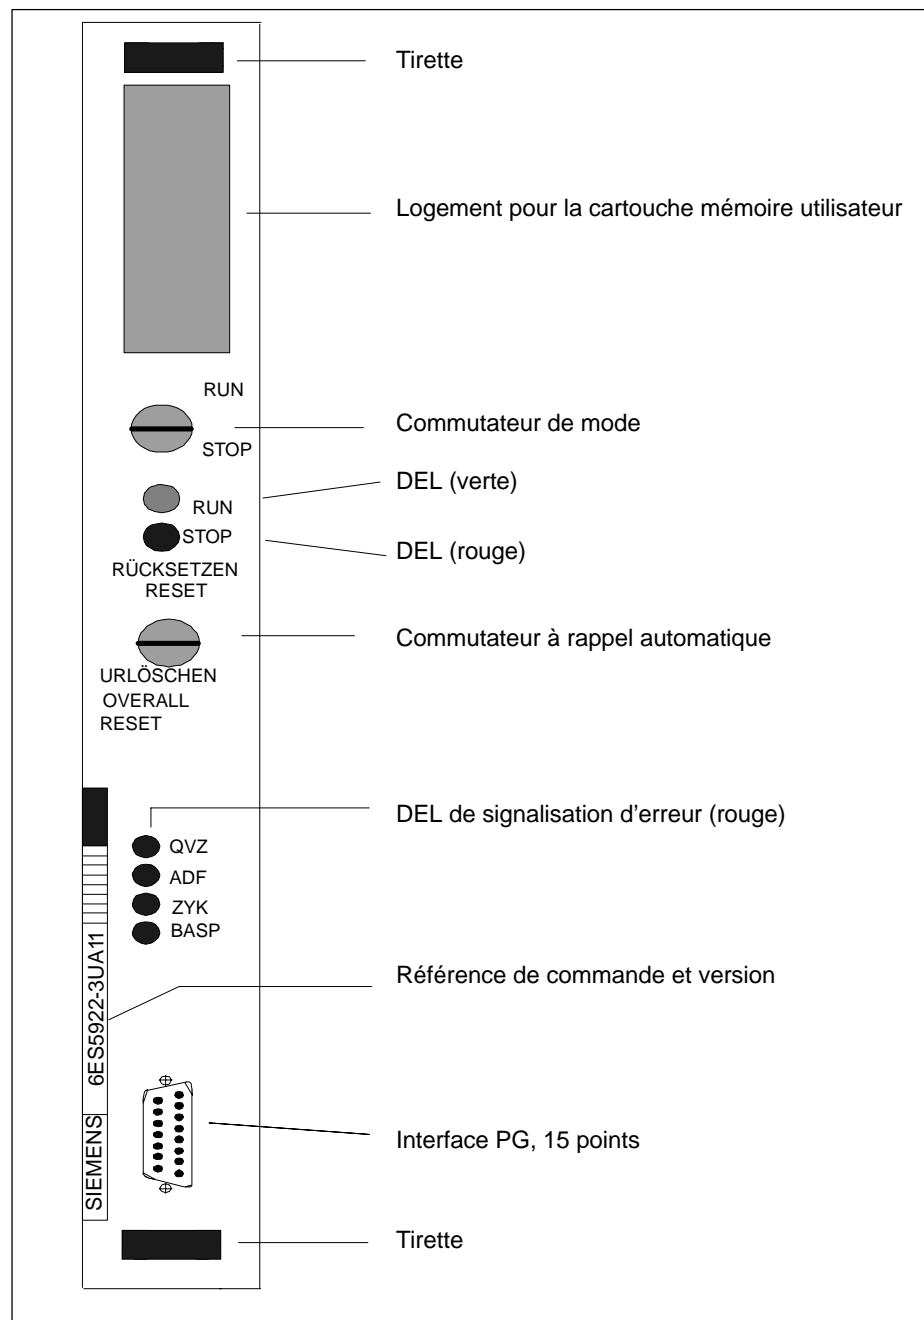 Tirette
Logement pour la cartouche mémoire utilisateur
RUN
Commutateur de mode
STOP
DEL (verte)
RUN
STOP
DEL (rouge)
RÜCKSETZEN
RESET
Commutateur à rappel automatique
URLÖSCHEN
OVERALL
RESET
DEL de signalisation d'erreur (rouge)
QVZ
ADF
ZYK
BASP
Référence de commande et version
6ES5922-3UA11
SIEMENS
Interface PG, 15 points
Tirette